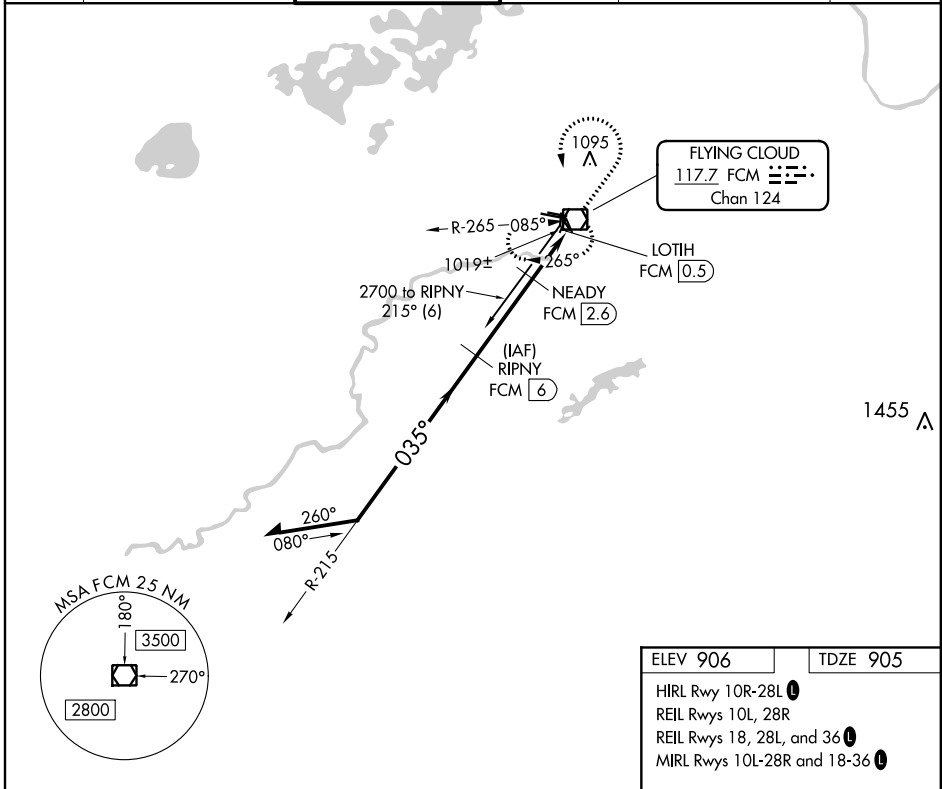 1095
FLYING CLOUD
117.7 FCM
Chan 124
R-265
085°
LOTIH
FCM 0.5
1019±
265°
2700 to RIPNY
215° (6)
NEADY
FCM 2.6
(IAF)
RIPNY
FCM 6
1455
035°
260°
080°
R-215
MSA FCM 25 NM
180°
3500
270°
2800
ELEV 906
TDZE 905
HIRL Rwy 10R-28L L
REIL Rwys 10L, 28R
REIL Rwys 18, 28L, and 36 L
MIRL Rwys 10L-28R and 18-36 L